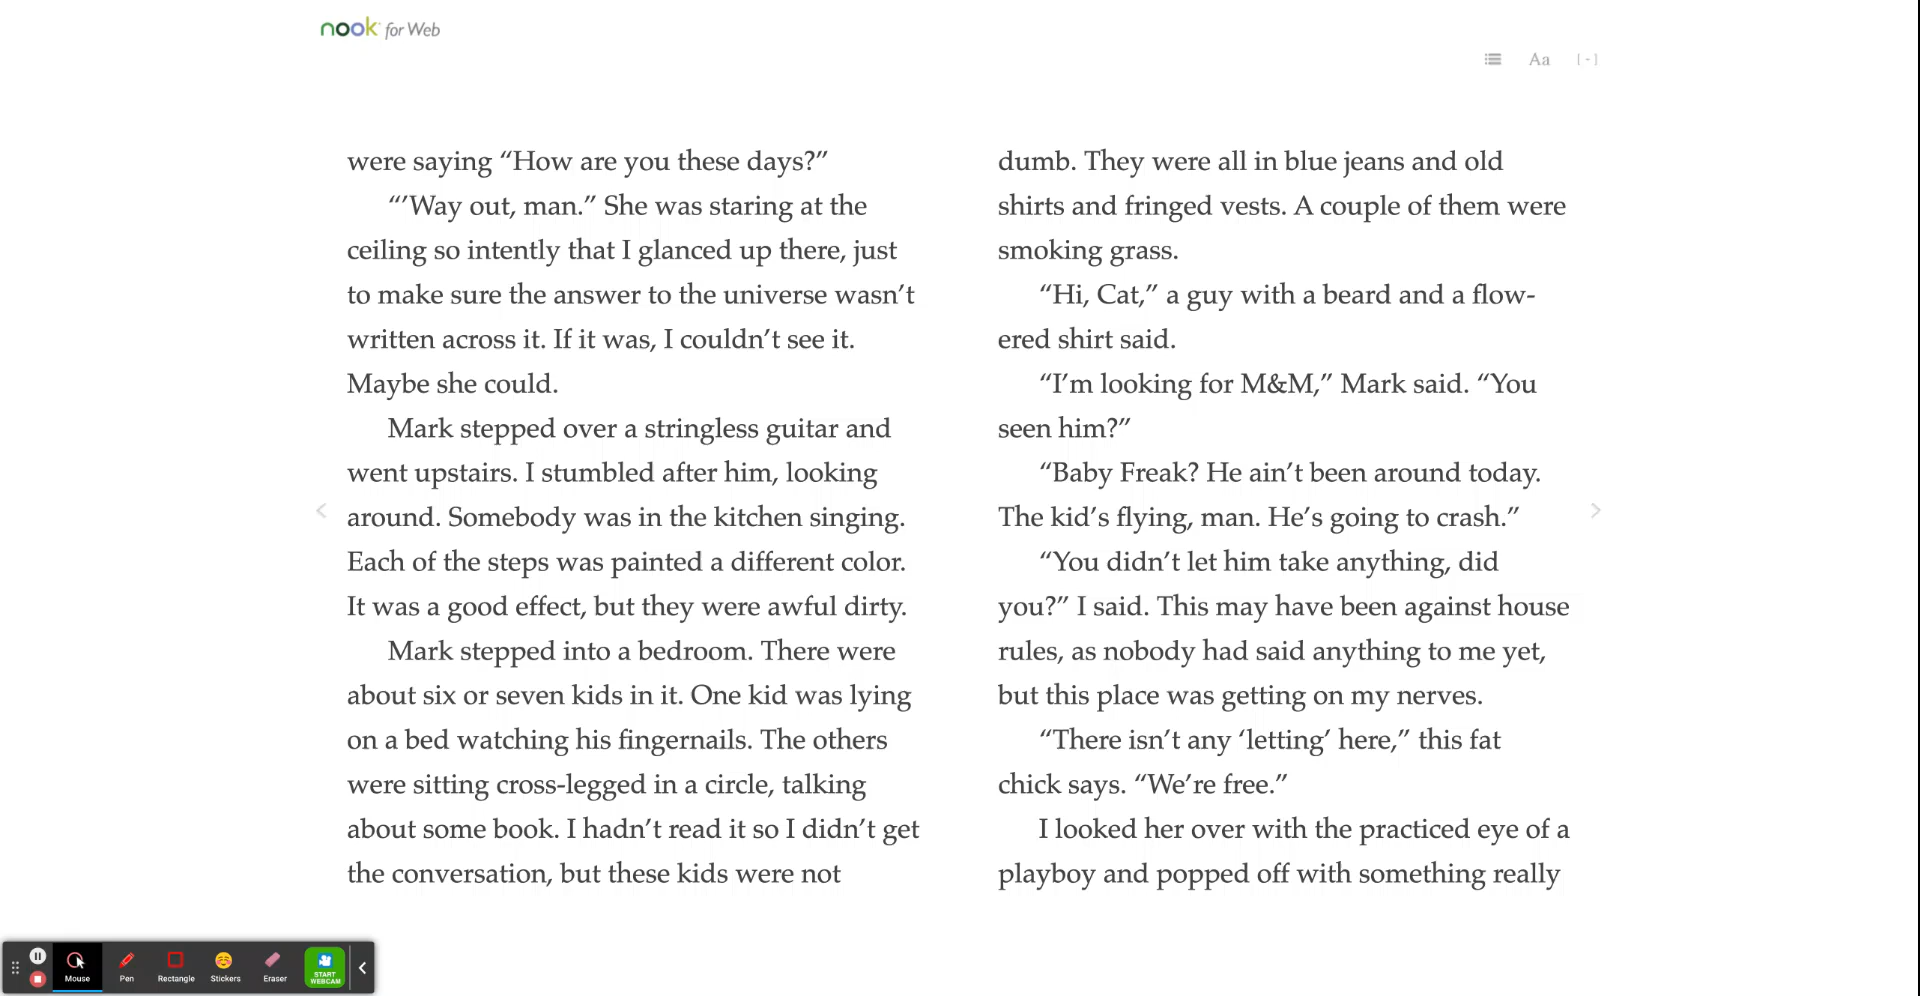 nook for Web
Aa
[-]
were saying “How are you these days?”
“’Way out, man.” She was staring at the
ceiling so intently that I glanced up there, just
to make sure the answer to the universe wasn’t
written across it. If it was, I couldn’t see it.
Maybe she could.
Mark stepped over a stringless guitar and
went upstairs. I stumbled after him, looking
around. Somebody was in the kitchen singing.
Each of the steps was painted a different color.
It was a good effect, but they were awful dirty.
Mark stepped into a bedroom. There were
about six or seven kids in it. One kid was lying
on a bed watching his fingernails. The others
were sitting cross-legged in a circle, talking
about some book. I hadn’t read it so I didn’t get
the conversation, but these kids were not
dumb. They were all in blue jeans and old
shirts and fringed vests. A couple of them were
smoking grass.
“Hi, Cat,” a guy with a beard and a flow-
ered shirt said.
“I’m looking for M&M,” Mark said. “You
seen him?”
“Baby Freak? He ain’t been around today.
The kid’s flying, man. He’s going to crash.”
“You didn’t let him take anything, did
you?” I said. This may have been against house
rules, as nobody had said anything to me yet,
but this place was getting on my nerves.
“There isn’t any ‘letting’ here,” this fat
chick says. “We’re free.”
I looked her over with the practiced eye of a
playboy and popped off with something really
Mouse
Pen
Rectangle
Stickers
Eraser
START
WEBCAM